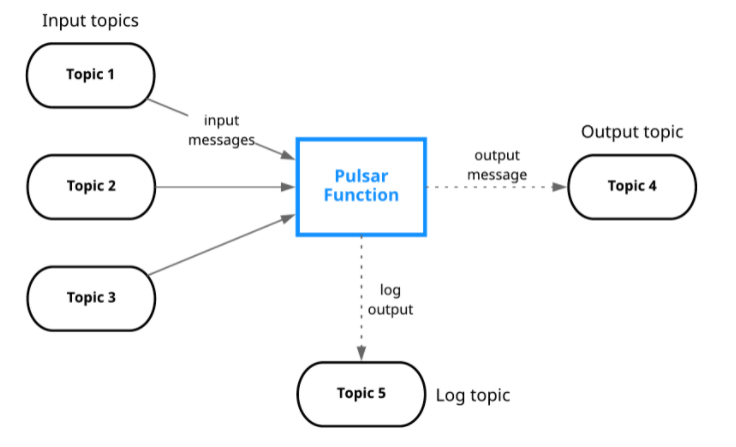 Input topics
Topic 1
input
messages
Output topic
output
message
Pulsar
Function
Topic 2
Topic 4
Topic 3
log
output
Topic 5
Log topic